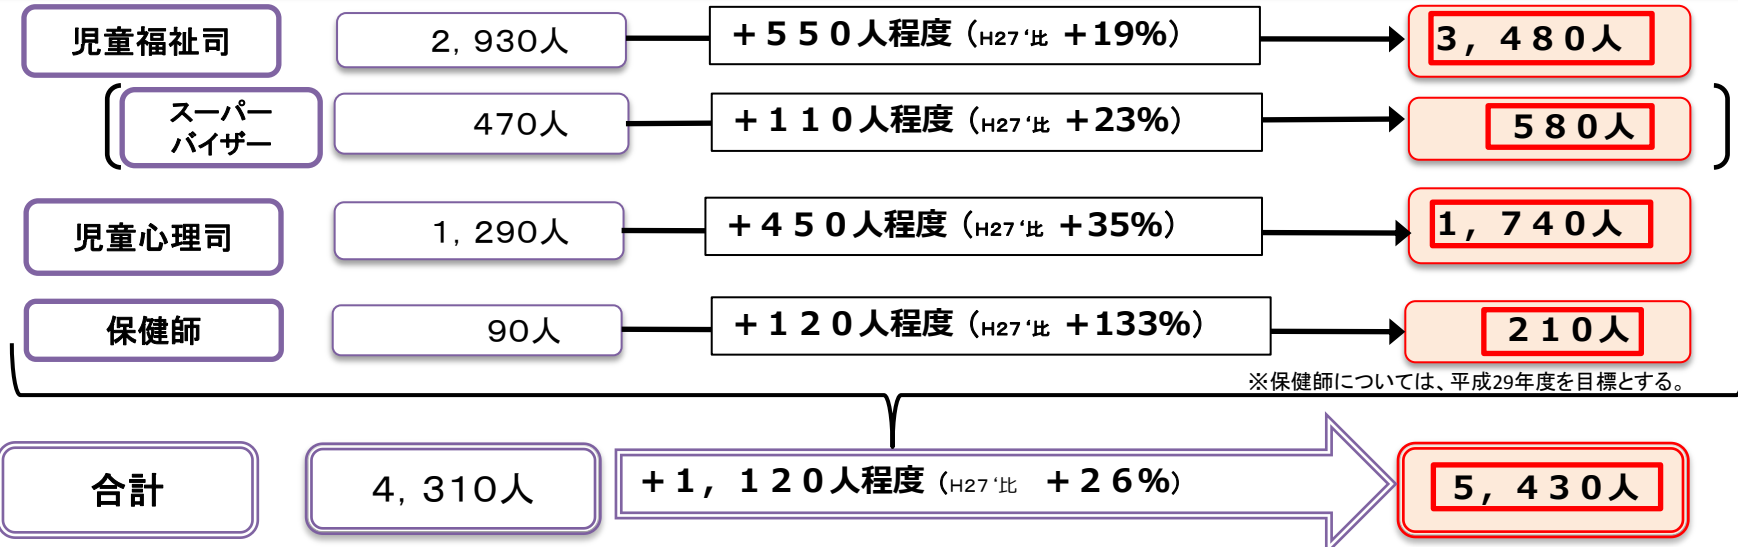 児童福祉司 2,930人 +550人程度(H27‘比 +19%) 3,480人
スーパー
バイザー 470人 +110人程度(H27‘比 +23%) 580人
児童心理司 1,290人 +450人程度(H27‘比 +35%) 1,740人
保健師 90人 +120人程度(H27‘比 +133%) 210人
※保健師については、平成29年度を目標とする。
合計 4,310人 +1,120人程度(H27‘比 +26%) 5,430人